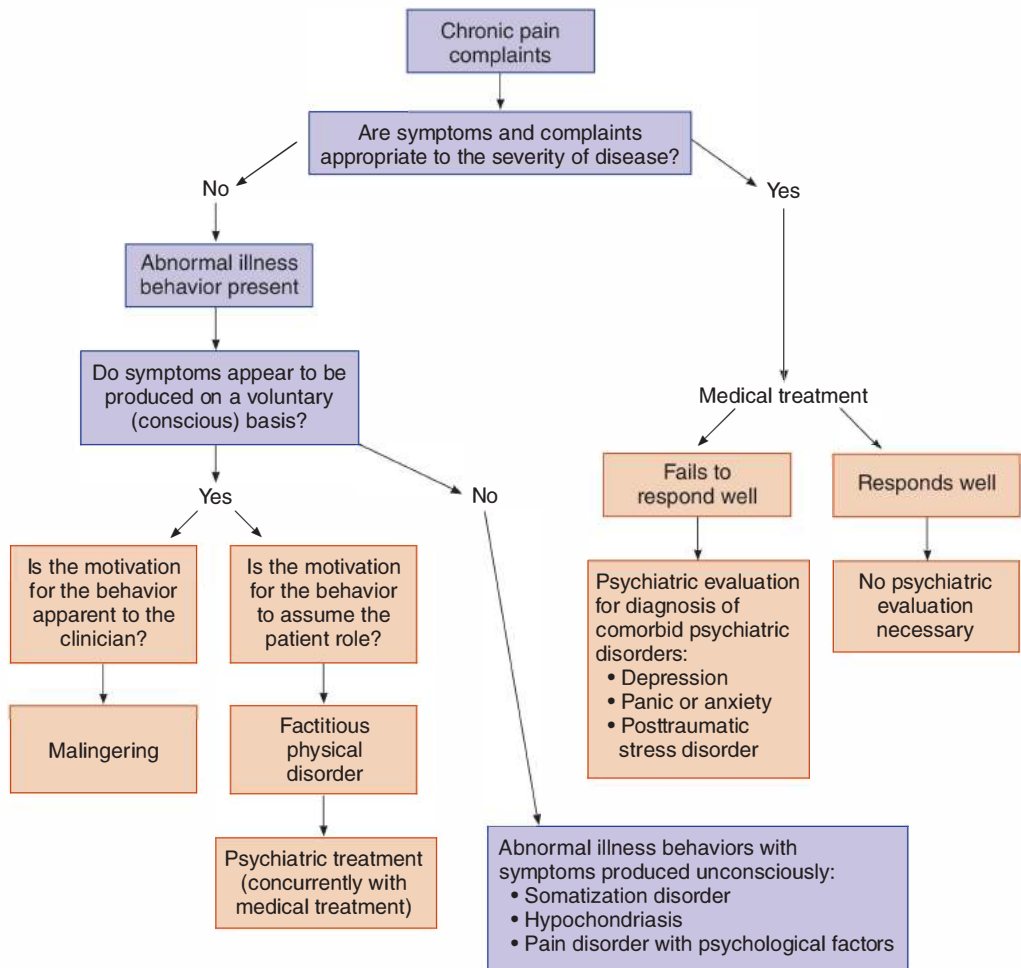 Chronic pain
complaints
Are symptoms and complaints
appropriate to the severity of disease?
No
Yes
Abnormal illness
behavior present
Do symptoms appear to be
produced on a voluntary
(conscious) basis?
Medical treatment
Yes
No
Fails to
respond well
Responds well
Is the motivation
for the behavior
apparent to the
clinician?
Is the motivation
for the behavior
to assume the
patient role?
Psychiatric evaluation
for diagnosis of
comorbid psychiatric
disorders:
• Depression
• Panic or anxiety
• Posttraumatic
stress disorder
No psychiatric
evaluation
necessary
Malingering
Factitious
physical
disorder
Psychiatric treatment
(concurrently with
medical treatment)
Abnormal illness behaviors with
symptoms produced unconsciously:
• Somatization disorder
• Hypochondriasis
• Pain disorder with psychological factors